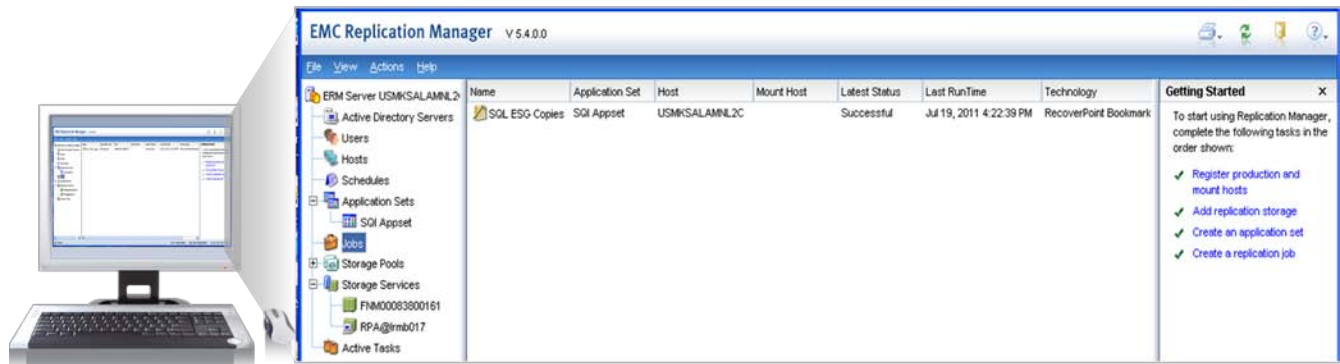 EMC Replication Manager V 5.4.0.0
File View Actions Help
ERM Server USMKSALAMNL2
Active Directory Servers
Users
Hosts
Schedules
Application Sets
SQl Appset
Jobs
Storage Pools
Storage Services
FNM00083800161
RPA@lrmb017
Active Tasks
Name Application Set Host Mount Host Latest Status Last RunTime Technology
SQL ESG Copies SQl Appset USMKSALAMNL2C Successful Jul 19, 2011 4:22:39 PM RecoverPoint Bookmark
Getting Started x
To start using Replication Manager,
complete the following tasks in the
order shown:
Register production and
mount hosts
Add replication storage
Create an application set
Create a replication job